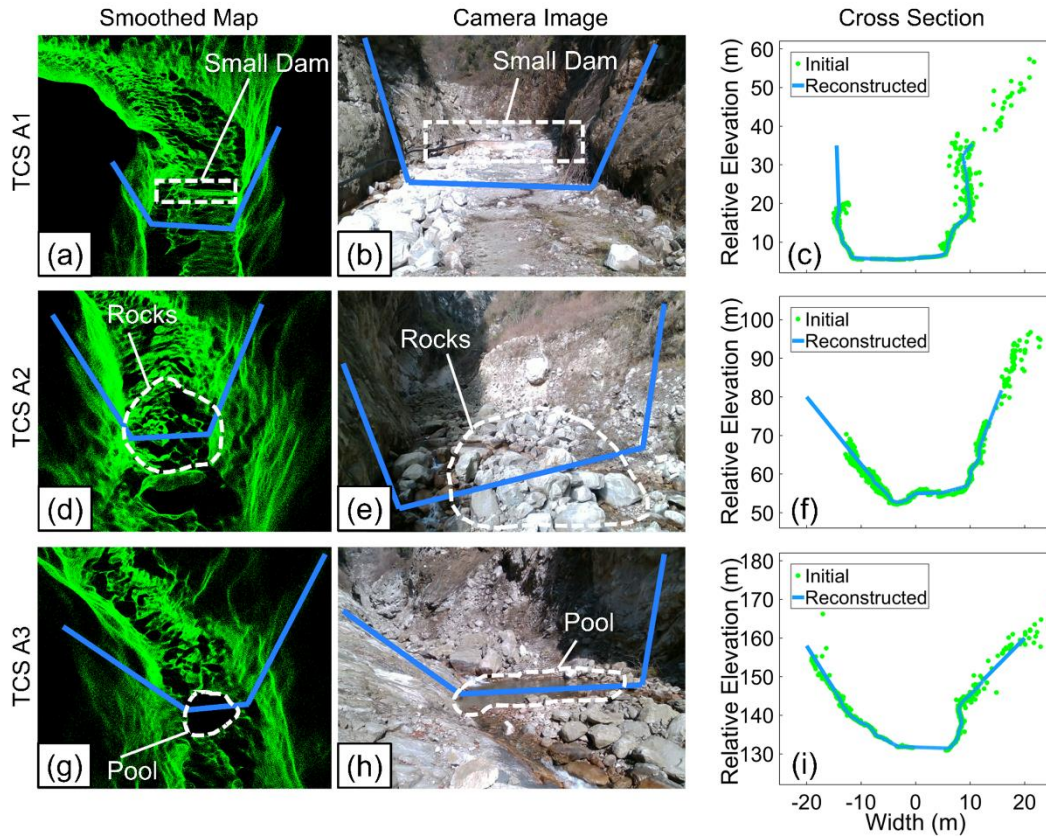 Smoothed Map
Camera Image
Cross Section
TCS A1
Small Dam
(a)
Small Dam
(b)
Relative Elevation (m)
60
50
40
30
20
10
Initial
Reconstructed
(c)
TCS A2
Rocks
(d)
Rocks
(e)
Relative Elevation (m)
100
90
80
70
60
50
Initial
Reconstructed
(f)
TCS A3
Pool
(g)
Pool
(h)
Relative Elevation (m)
180
170
160
150
140
130
Initial
Reconstructed
(i)
-20 -10 0 10 20
Width (m)